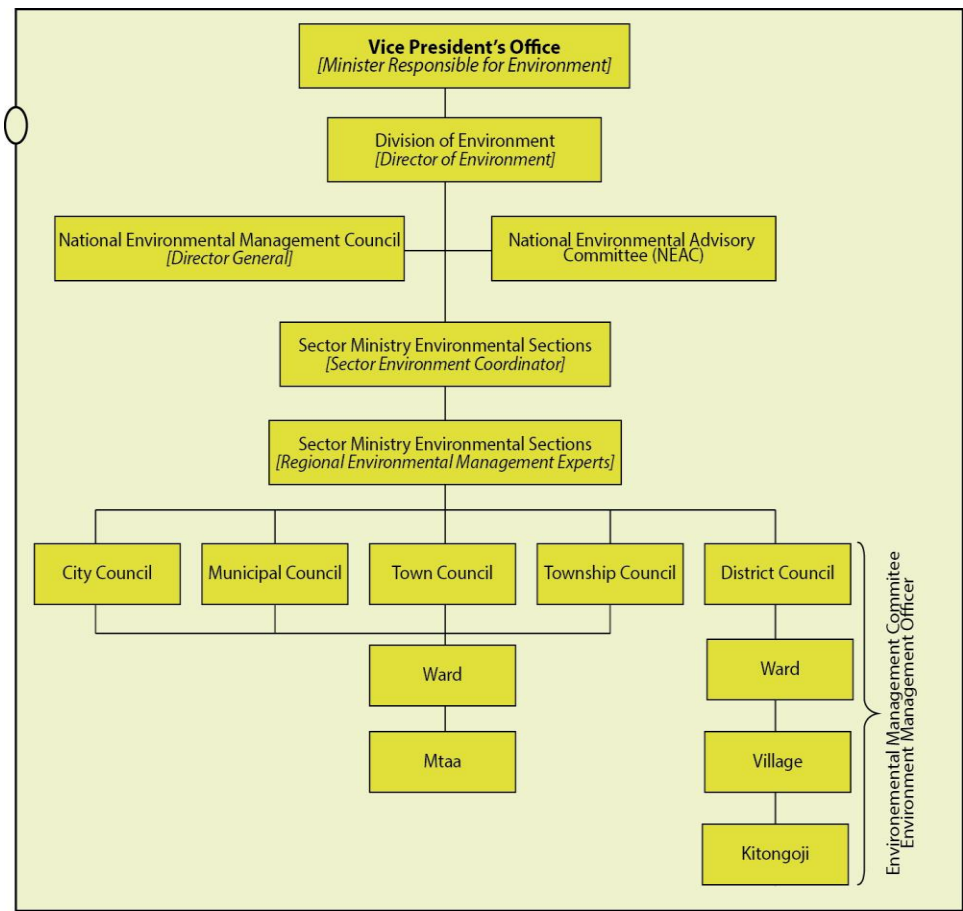 Vice President's Office
[Minister Responsible for Environment]
Division of Environment
[Director of Environment]
National Environmental Management Council
[Director General]
National Environmental Advisory
Committee (NEAC)
Sector Ministry Environmental Sections
[Sector Environment Coordinator]
Sector Ministry Environmental Sections
[Regional Environmental Management Experts]
City Council
Municipal Council
Town Council
Township Council
District Council
Ward
Mtaa
Ward
Village
Kitongoji
Environemental Management Committee
Environment Management Officer